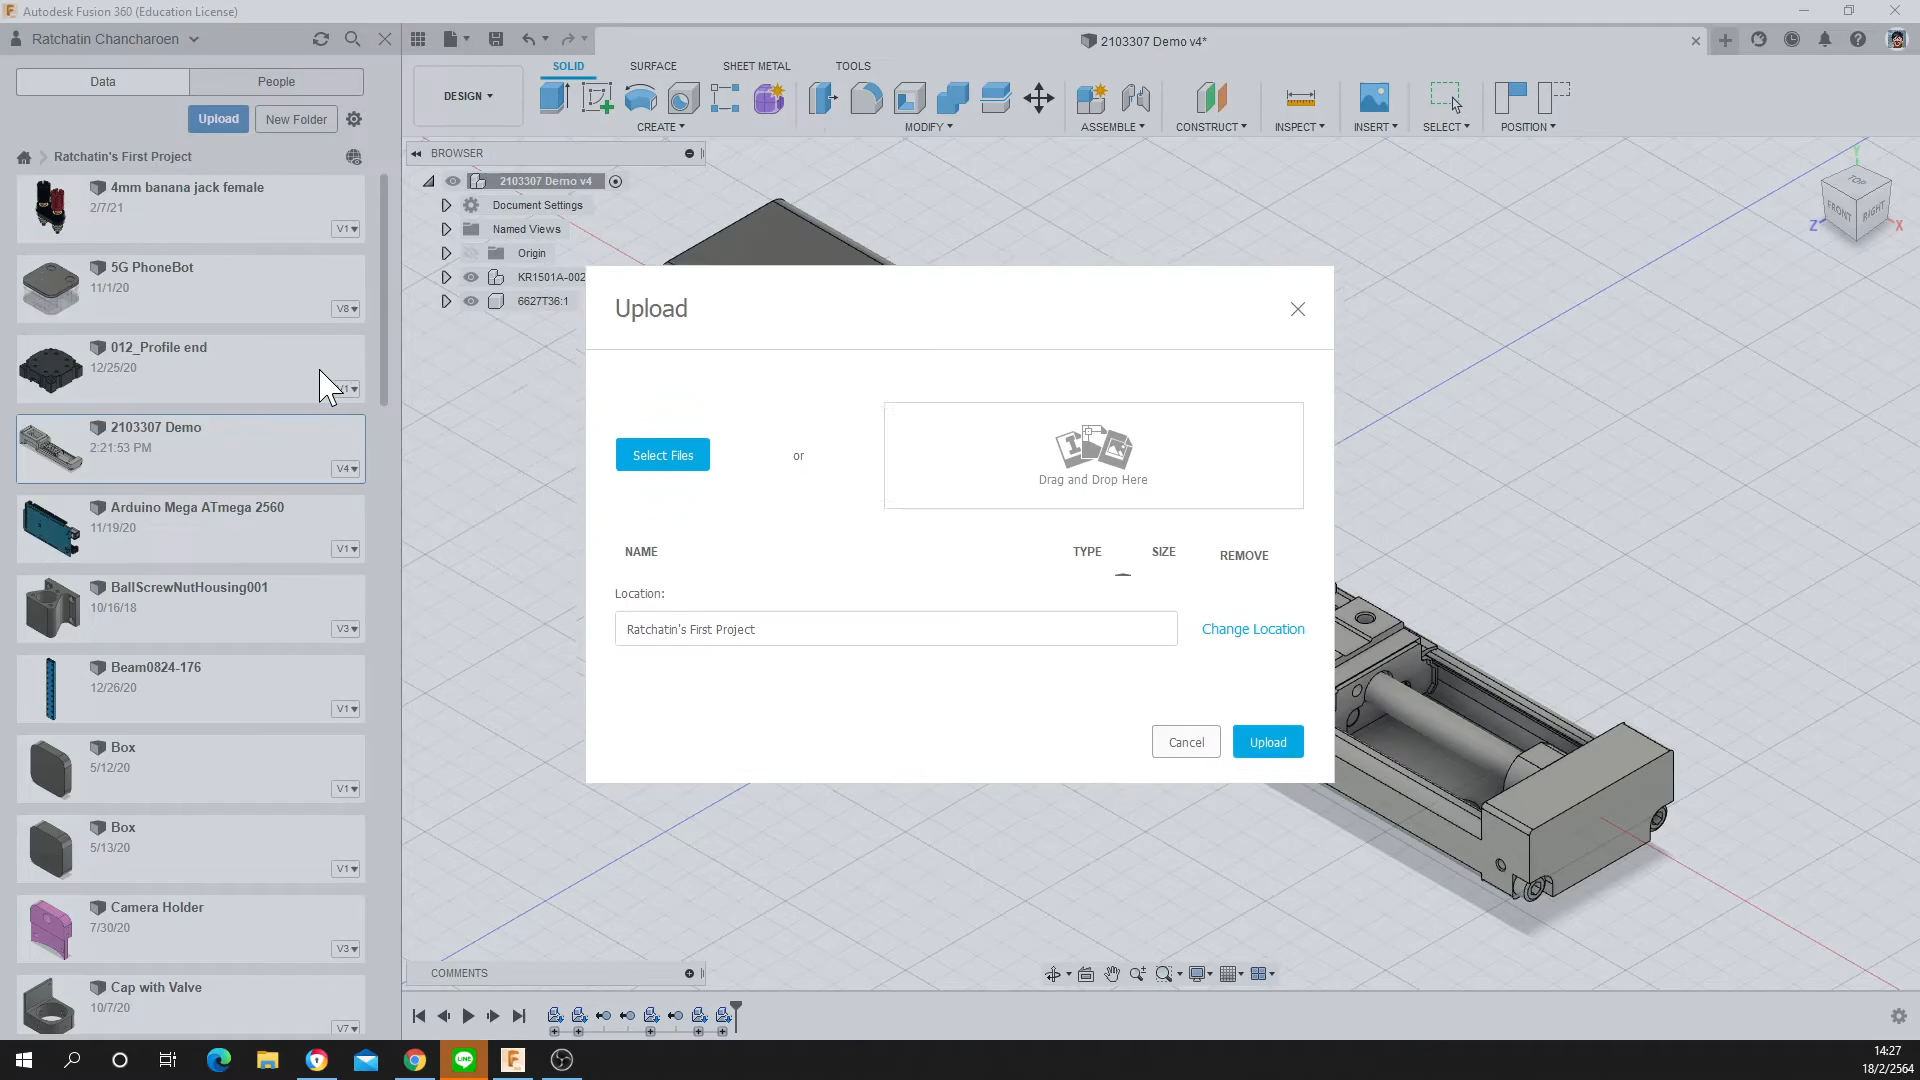 Autodesk Fusion 360 (Education License)
Ratchatin Chancharoen
2103307 Demo v4*
Data
People
Upload
New Folder
Ratchatin's First Project
4mm banana jack female
2/7/21
V1
5G PhoneBot
11/1/20
V8
012_Profile end
12/25/20
2103307 Demo
2:21:53 PM
V4
Arduino Mega ATmega 2560
11/19/20
V1
BallScrewNutHousing001
10/16/18
V3
Beam0824-176
12/26/20
V1
Box
5/12/20
V1
Box
5/13/20
V1
Camera Holder
7/30/20
V3
Cap with Valve
10/7/20
V7
DESIGN
SOLID
SURFACE
SHEET METAL
TOOLS
CREATE
MODIFY
ASSEMBLE
CONSTRUCT
INSPECT
INSERT
SELECT
POSITION
BROWSER
2103307 Demo v4
Document Settings
Named Views
Origin
KR1501A-002
6627T36:1
Y
TOP
FRONT
RIGHT
Z
X
Upload
Select Files
or
Drag and Drop Here
NAME
TYPE
SIZE
REMOVE
Location:
Ratchatin's First Project
Change Location
Cancel
Upload
COMMENTS
LINE
14:27
18/2/2564